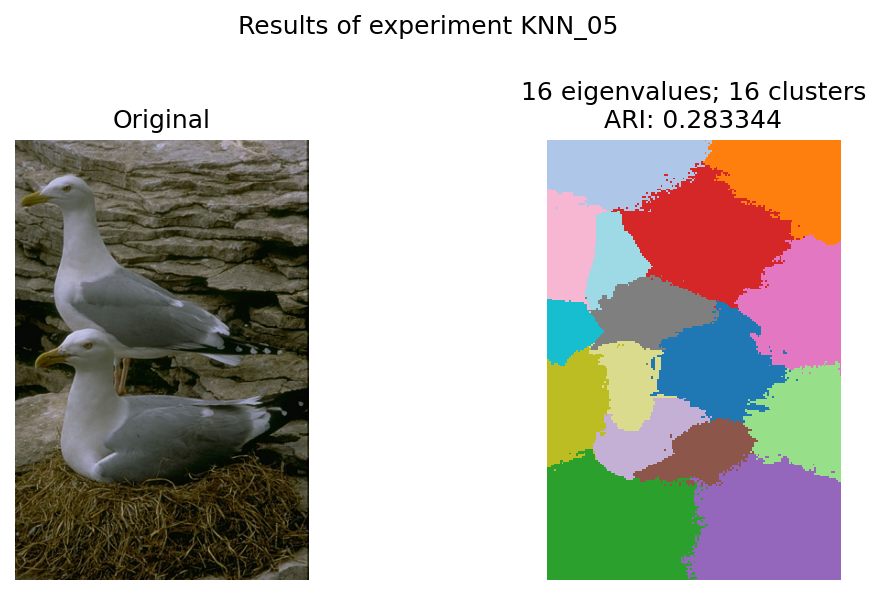 Results of experiment KNN_05
Original
16 eigenvalues; 16 clusters
ARI: 0.283344